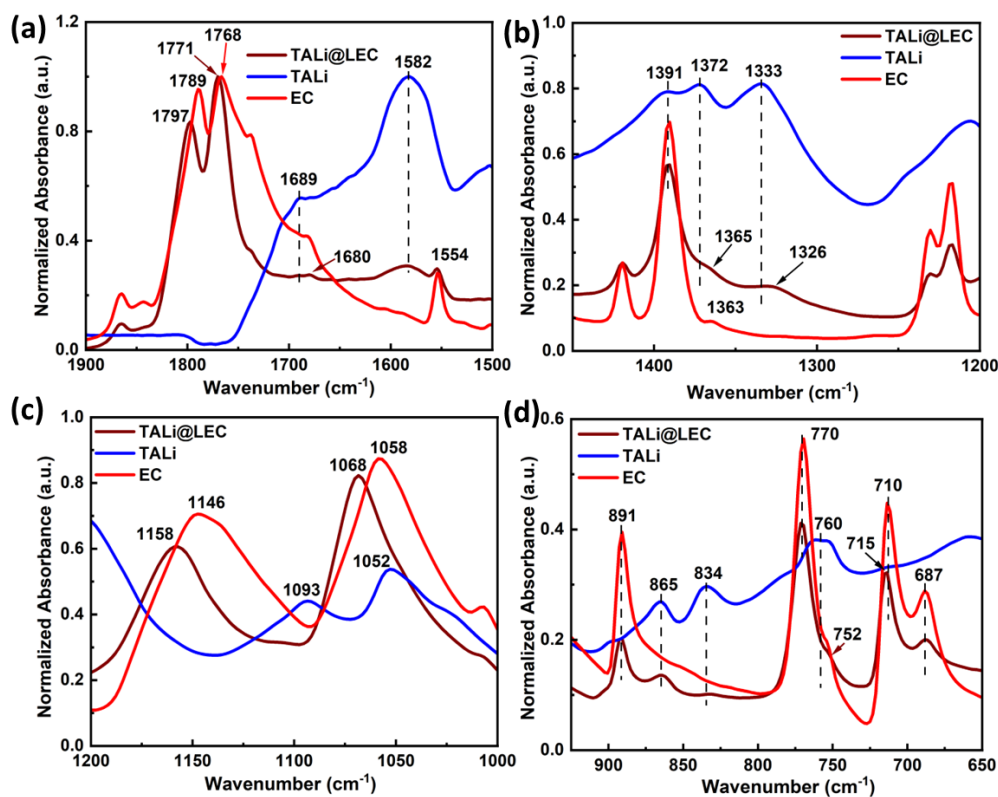 (a)
1771
1768
TALi@LEC
TALi
EC
1789
1797
1582
1689
1680
1554
1.2
0.8
0.4
0.0
1900
1800
1700
1600
1500
Normalized Absorbance (a.u.)
Wavenumber (cm-1)
(b)
1391
1372
1333
TALi@LEC
TALi
EC
1365
1326
1363
1.0
0.8
0.6
0.4
0.2
0.0
1400
1300
1200
Normalized Absorbance (a.u.)
Wavenumber (cm-1)
(c)
TALi@LEC
TALi
EC
1068
1058
1158
1146
1093
1052
1.0
0.8
0.6
0.4
0.2
0.0
1200
1150
1100
1050
1000
Normalized Absorbance (a.u.)
Wavenumber (cm-1)
(d)
TALi@LEC
TALi
EC
770
891
865
834
760
715
710
687
752
0.6
0.4
0.2
0.0
900
850
800
750
700
650
Normalized Absorbance (a.u.)
Wavenumber (cm-1)